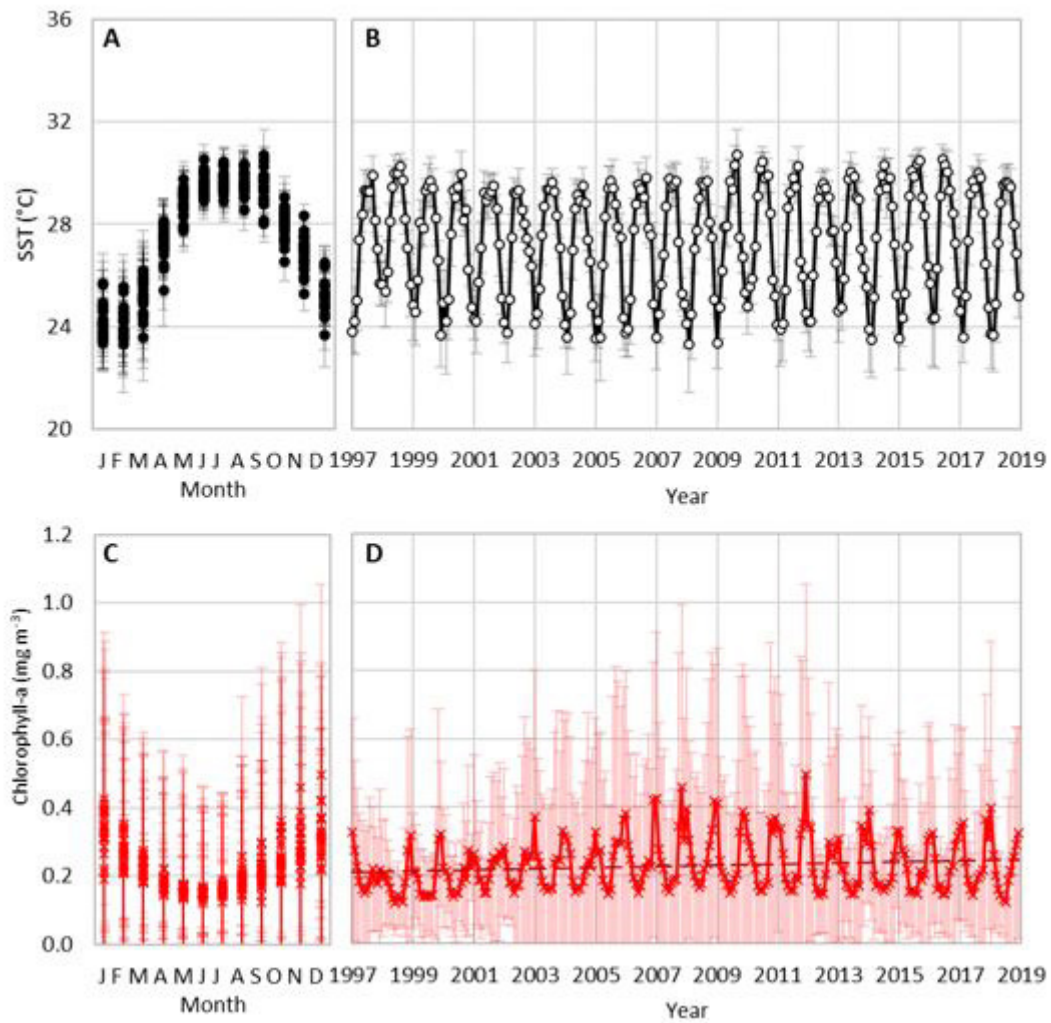 A
B
36
32
28
24
20
SST (°C)
J F M A M J J A S O N D
Month
1997 1999 2001 2003 2005 2007 2009 2011 2013 2015 2017 2019
Year
C
D
1.2
1.0
0.8
0.6
0.4
0.2
0.0
Chlorophyll-a (mg m⁻³)
J F M A M J J A S O N D
Month
1997 1999 2001 2003 2005 2007 2009 2011 2013 2015 2017 2019
Year